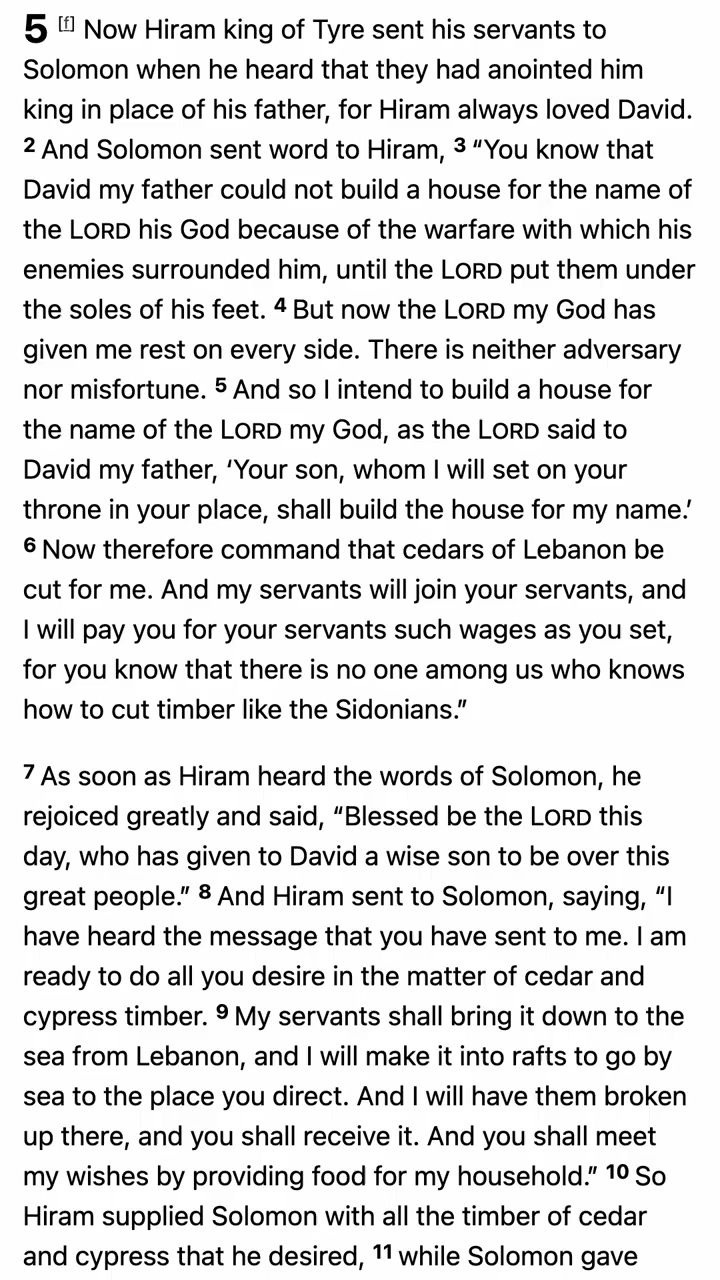 5 [f] Now Hiram king of Tyre sent his servants to
Solomon when he heard that they had anointed him
king in place of his father, for Hiram always loved David.
2 And Solomon sent word to Hiram, 3 “You know that
David my father could not build a house for the name of
the LORD his God because of the warfare with which his
enemies surrounded him, until the LORD put them under
the soles of his feet. 4 But now the LORD my God has
given me rest on every side. There is neither adversary
nor misfortune. 5 And so I intend to build a house for
the name of the LORD my God, as the LORD said to
David my father, ‘Your son, whom I will set on your
throne in your place, shall build the house for my name.’
6 Now therefore command that cedars of Lebanon be
cut for me. And my servants will join your servants, and
I will pay you for your servants such wages as you set,
for you know that there is no one among us who knows
how to cut timber like the Sidonians.”
7 As soon as Hiram heard the words of Solomon, he
rejoiced greatly and said, “Blessed be the LORD this
day, who has given to David a wise son to be over this
great people.” 8 And Hiram sent to Solomon, saying, “I
have heard the message that you have sent to me. I am
ready to do all you desire in the matter of cedar and
cypress timber. 9 My servants shall bring it down to the
sea from Lebanon, and I will make it into rafts to go by
sea to the place you direct. And I will have them broken
up there, and you shall receive it. And you shall meet
my wishes by providing food for my household.” 10 So
Hiram supplied Solomon with all the timber of cedar
and cypress that he desired, 11 while Solomon gave